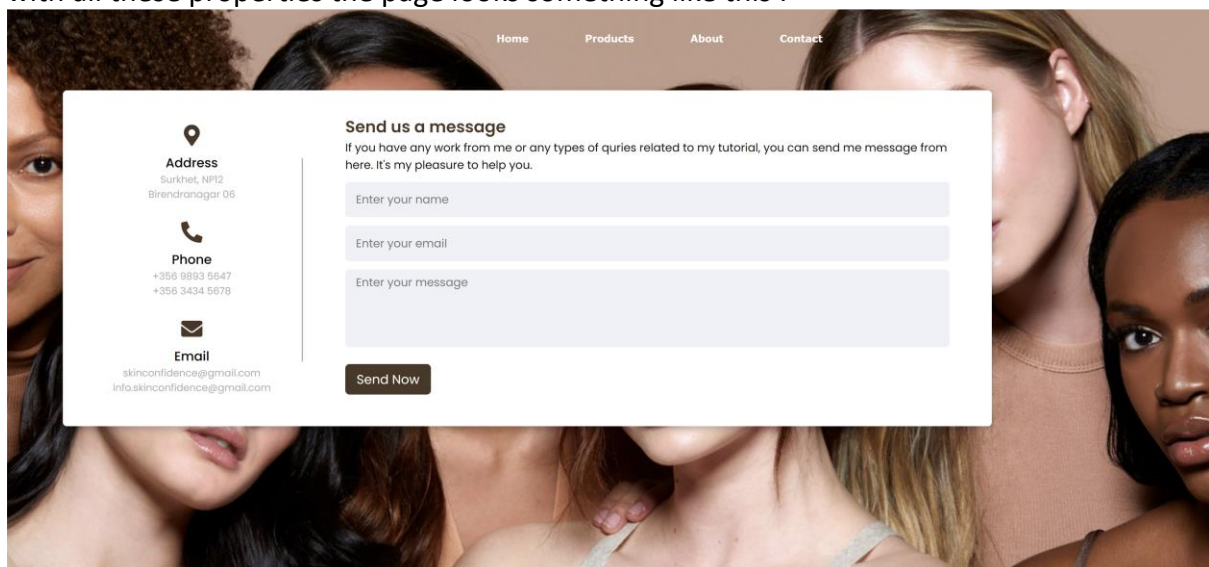 with all these properties the page looks something like this :
Home Products About Contact
Address
Surkhet, NP12
Birendranagar 06
Phone
+356 9893 5647
+356 3434 5678
Email
skinconfidence@gmail.com
info.skinconfidence@gmail.com
Send us a message
If you have any work from me or any types of quries related to my tutorial, you can send me message from
here. It's my pleasure to help you.
Enter your name
Enter your email
Enter your message
Send Now